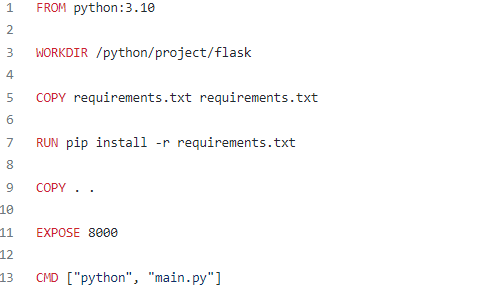 1 FROM python:3.10
2
3 WORKDIR /python/project/flask
4
5 COPY requirements.txt requirements.txt
6
7 RUN pip install -r requirements.txt
8
9 COPY . .
10
11 EXPOSE 8000
12
13 CMD ["python", "main.py"]